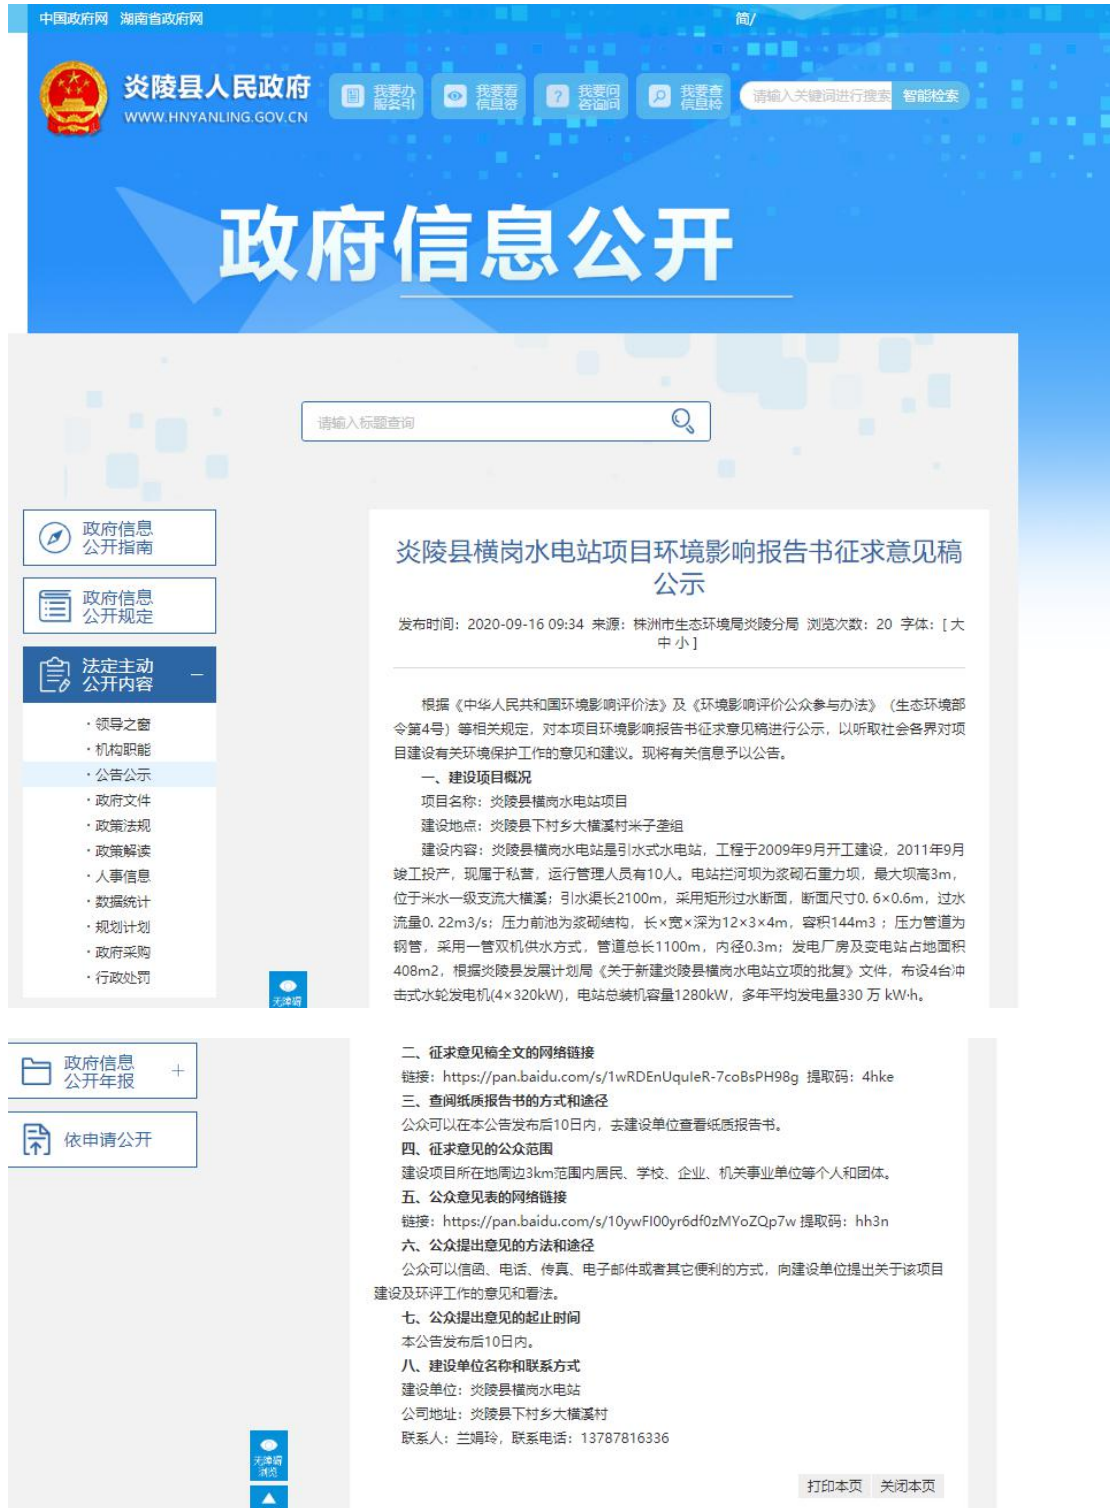 中国政府网 湖南省政府网
简/
炎陵县人民政府
WWW.HNYANLING.GOV.CN
我要办
服务引
我要看
信息答
我要问
咨询问
我要查
信息检
请输入关键词进行搜索 智能检索
政府信息公开
请输入标题查询
政府信息
公开指南
政府信息
公开规定
法定主动
公开内容
·领导之窗
·机构职能
·公告公示
·政府文件
·政策法规
·政策解读
·人事信息
·数据统计
·规划计划
·政府采购
·行政处罚
炎陵县横岗水电站项目环境影响报告书征求意见稿
公示
发布时间：2020-09-16 09:34 来源：株洲市生态环境局炎陵分局 浏览次数：20 字体：[ 大
中 小 ]
根据《中华人民共和国环境影响评价法》及《环境影响评价公众参与办法》（生态环境部
令第4号）等相关规定，对本项目环境影响报告书征求意见稿进行公示，以听取社会各界对项
目建设有关环境保护工作的意见和建议。现将有关信息予以公告。
一、建设项目概况
项目名称：炎陵县横岗水电站项目
建设地点：炎陵县下村乡大横溪村米子垄组
建设内容：炎陵县横岗水电站是引水式水电站，工程于2009年9月开工建设，2011年9月
竣工投产，现属于私营，运行管理人员有10人。电站拦河坝为浆砌石重力坝，最大坝高3m，
位于米水一级支流大横溪；引水渠长2100m，采用矩形过水断面，断面尺寸0. 6×0.6m，过水
流量0. 22m3/s；压力前池为浆砌结构，长×宽×深为12×3×4m，容积144m3 ；压力管道为
钢管，采用一管双机供水方式，管道总长1100m，内径0.3m；发电厂房及变电站占地面积
408m2，根据炎陵县发展计划局《关于新建炎陵县横岗水电站立项的批复》文件，布设4台冲
击式水轮发电机(4×320kW)，电站总装机容量1280kW，多年平均发电量330 万 kW·h。
无障碍
政府信息
公开年报
依申请公开
二、征求意见稿全文的网络链接
链接：https://pan.baidu.com/s/1wRDEnUquIeR-7coBsPH98g 提取码：4hke
三、查阅纸质报告书的方式和途径
公众可以在本公告发布后10日内，去建设单位查看纸质报告书。
四、征求意见的公众范围
建设项目所在地周边3km范围内居民、学校、企业、机关事业单位等个人和团体。
五、公众意见表的网络链接
链接：https://pan.baidu.com/s/10ywFI00yr6df0zMYoZQp7w 提取码：hh3n
六、公众提出意见的方法和途径
公众可以信函、电话、传真、电子邮件或者其它便利的方式，向建设单位提出关于该项目
建设及环评工作的意见和看法。
七、公众提出意见的起止时间
本公告发布后10日内。
八、建设单位名称和联系方式
建设单位：炎陵县横岗水电站
公司地址：炎陵县下村乡大横溪村
联系人：兰娟玲，联系电话：13787816336
无障碍
浏览
打印本页 关闭本页